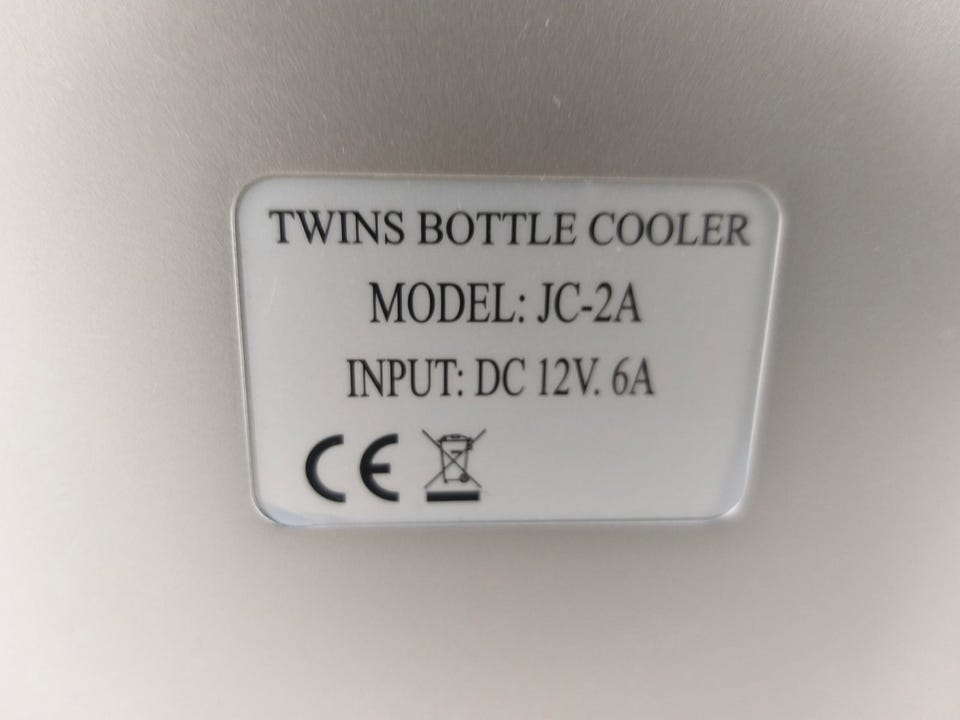 TWINS BOTTLE COOLER
MODEL: JC-2A
INPUT: DC 12V. 6A
CE